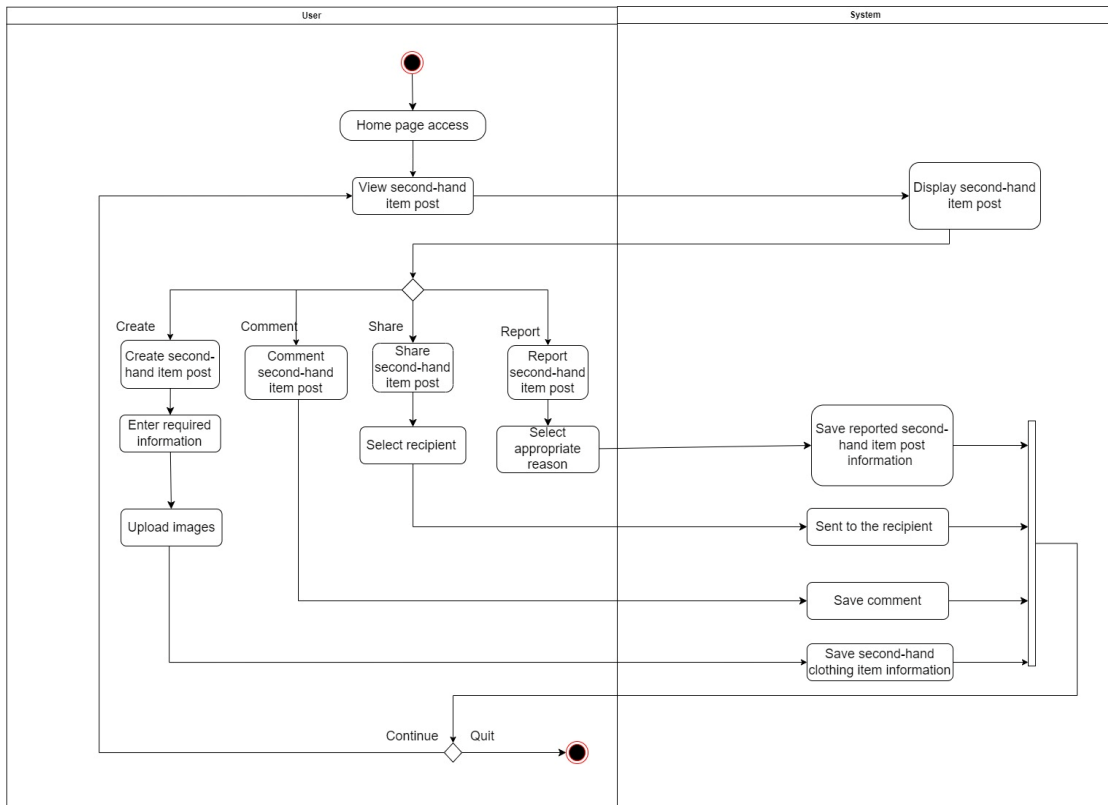 User
System
Home page access
View second-hand
item post
Display second-hand
item post
Create
Comment
Share
Report
Create second-
hand item post
Comment
second-hand
item post
Share
second-hand
item post
Report
second-hand
item post
Enter required
information
Select recipient
Select
appropriate
reason
Save reported second-
hand item post
information
Upload images
Sent to the recipient
Save comment
Save second-hand
clothing item information
Continue
Quit